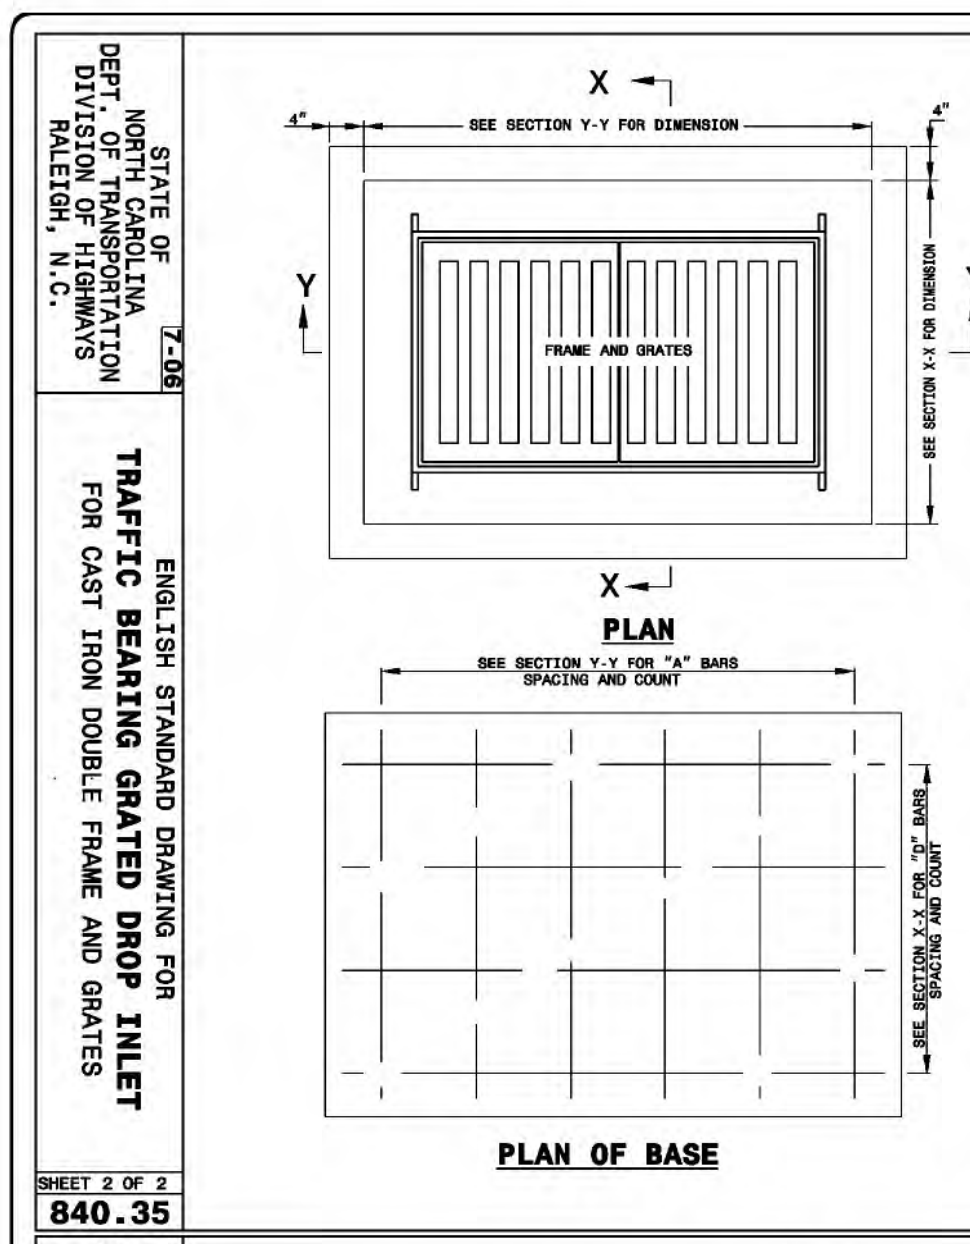 STATE OF
NORTH CAROLINA
DEPT. OF TRANSPORTATION
DIVISION OF HIGHWAYS
RALEIGH, N.C.
7-06
ENGLISH STANDARD DRAWING FOR
TRAFFIC BEARING GRATED DROP INLET
FOR CAST IRON DOUBLE FRAME AND GRATES
SHEET 2 OF 2
840.35
X
4"
SEE SECTION Y-Y FOR DIMENSION
4"
Y
SEE SECTION X-X FOR DIMENSION
FRAME AND GRATES
X
PLAN
SEE SECTION Y-Y FOR "A" BARS
SPACING AND COUNT
SEE SECTION X-X FOR "D" BARS
SPACING AND COUNT
PLAN OF BASE